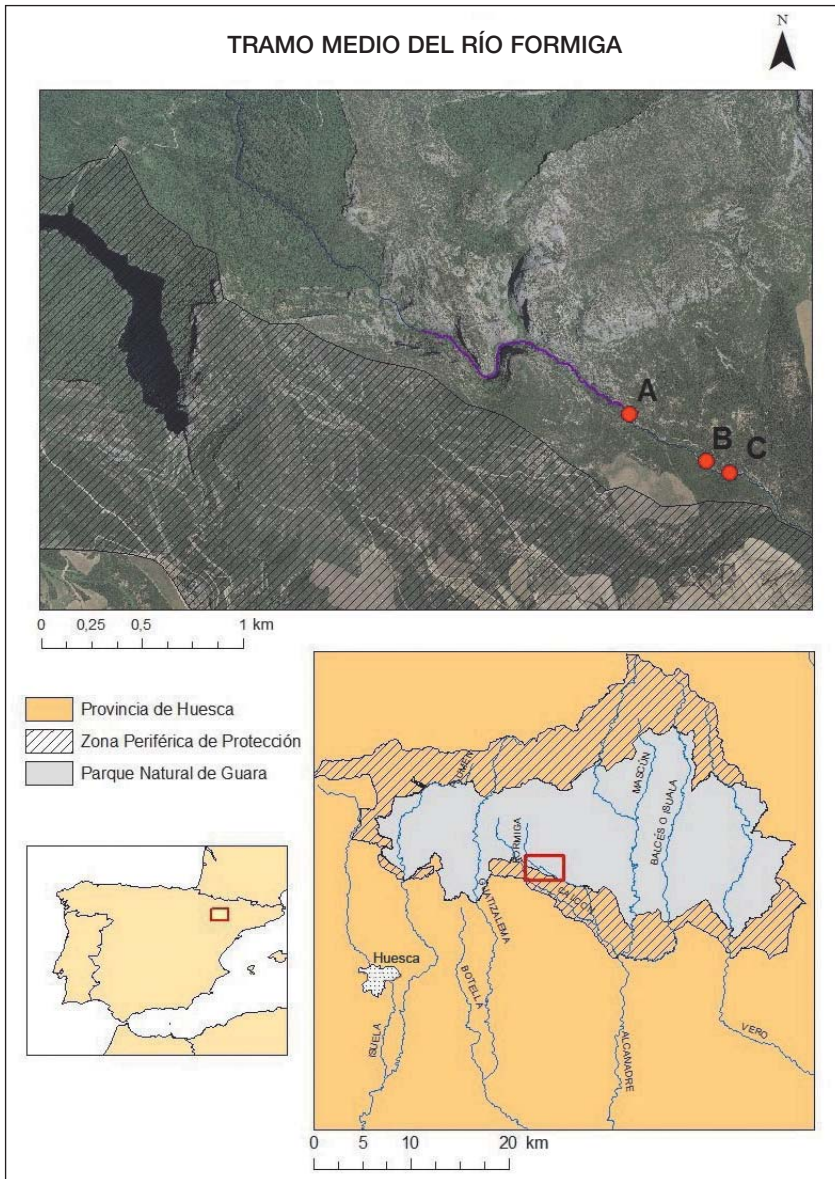 TRAMO MEDIO DEL RÍO FORMIGA
N
A
B
C
0 0,25 0,5 1 km
Provincia de Huesca
Zona Periférica de Protección
Parque Natural de Guara
FLUMEN
MASCÚN
BALCÉS O ISUALA
FORMIGA
GUATIZALEMA
CALCÓN
Huesca
BOTELLA
ISUELA
ALCANADRE
VERO
0 5 10 20 km